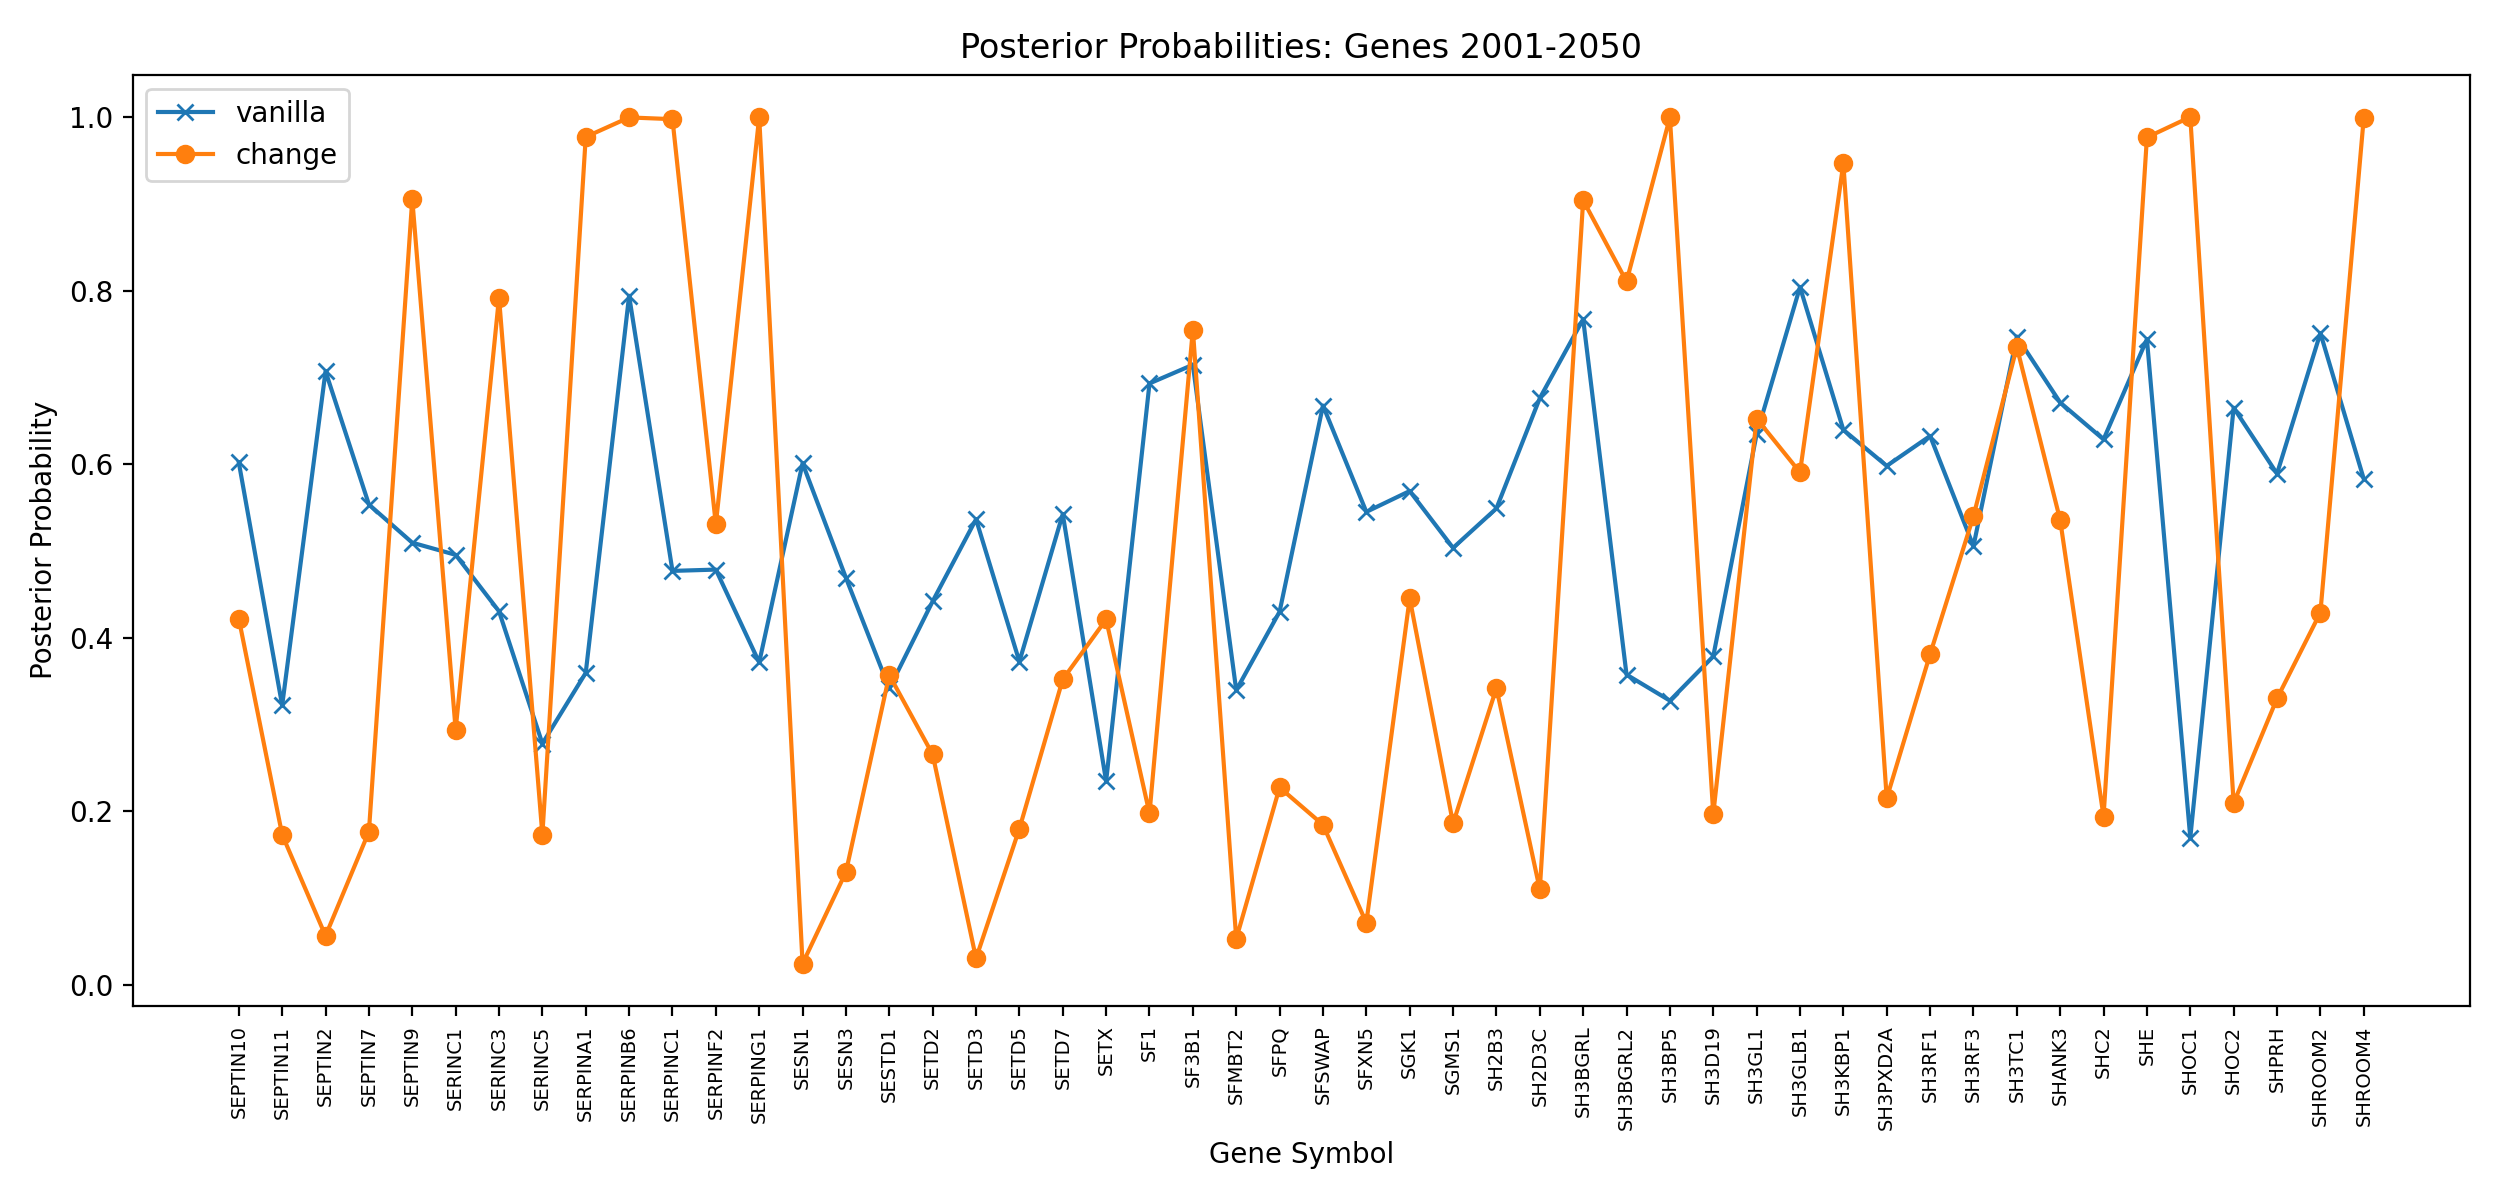 Posterior Probabilities: Genes 2001-2050
vanilla
change
Posterior Probability
1.0
0.8
0.6
0.4
0.2
0.0
SEPTIN10
SEPTIN11
SEPTIN2
SEPTIN7
SEPTIN9
SERINC1
SERINC3
SERINC5
SERPINA1
SERPINB6
SERPINC1
SERPINF2
SERPING1
SESN1
SESN3
SESTD1
SETD2
SETD3
SETD5
SETD7
SETX
SF1
SF3B1
SFMBT2
SFPQ
SFSWAP
SFXN5
SGK1
SGMS1
SH2B3
SH2D3C
SH3BGRL
SH3BGRL2
SH3BP5
SH3D19
SH3GL1
SH3GLB1
SH3KBP1
SH3PXD2A
SH3RF1
SH3RF3
SH3TC1
SHANK3
SHC2
SHE
SHOC1
SHOC2
SHPRH
SHROOM2
SHROOM4
Gene Symbol